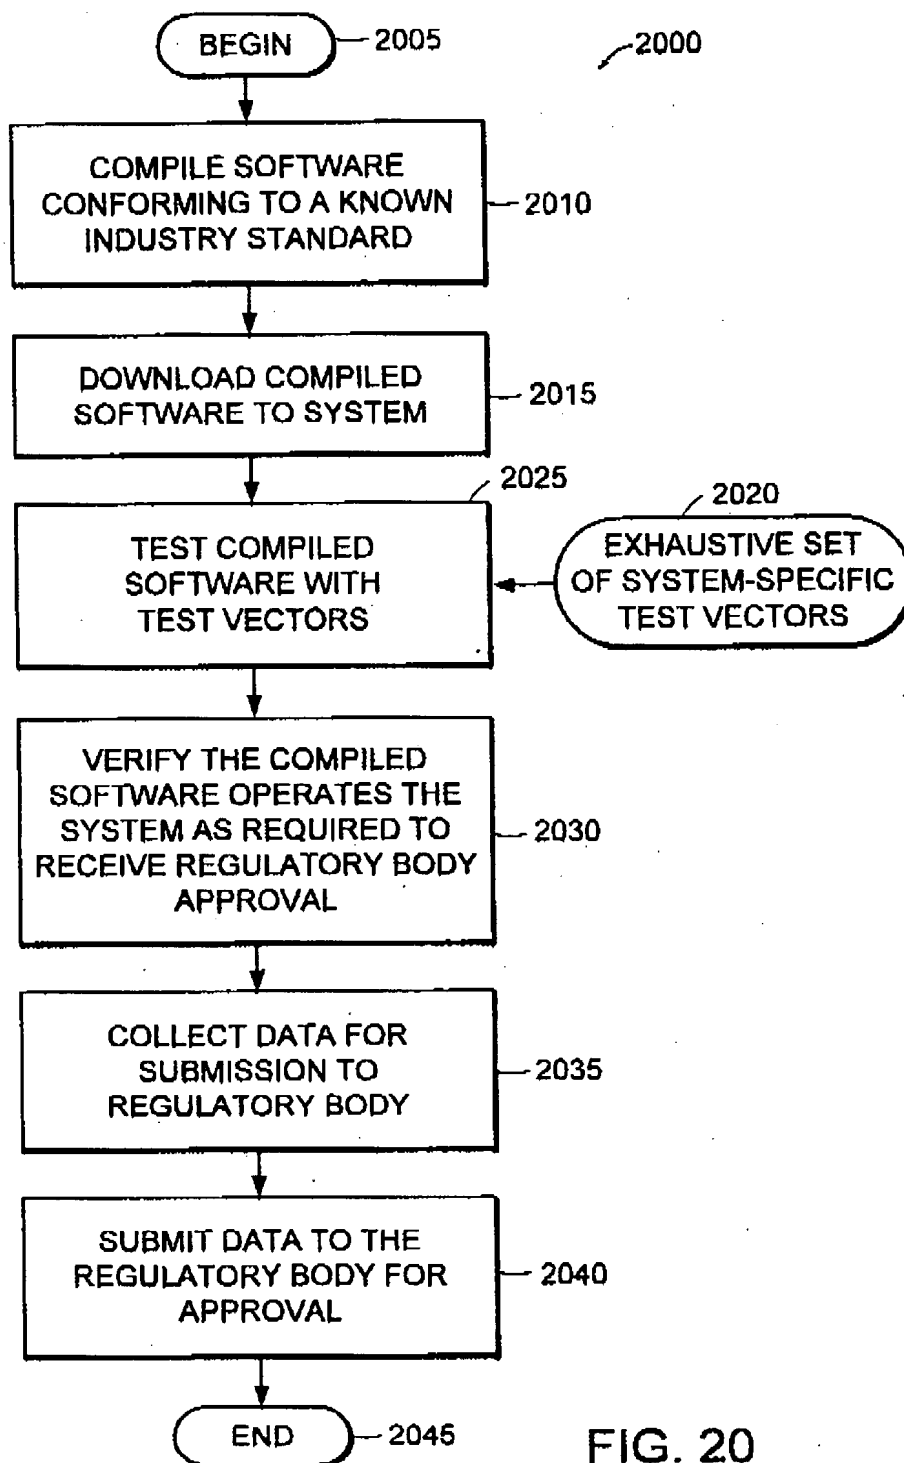 BEGIN
2005
2000
COMPILE SOFTWARE
CONFORMING TO A KNOWN
INDUSTRY STANDARD
2010
DOWNLOAD COMPILED
SOFTWARE TO SYSTEM
2015
2025
TEST COMPILED
SOFTWARE WITH
TEST VECTORS
2020
EXHAUSTIVE SET
OF SYSTEM-SPECIFIC
TEST VECTORS
VERIFY THE COMPILED
SOFTWARE OPERATES THE
SYSTEM AS REQUIRED TO
RECEIVE REGULATORY BODY
APPROVAL
2030
COLLECT DATA FOR
SUBMISSION TO
REGULATORY BODY
2035
SUBMIT DATA TO THE
REGULATORY BODY FOR
APPROVAL
2040
END
2045
FIG. 20